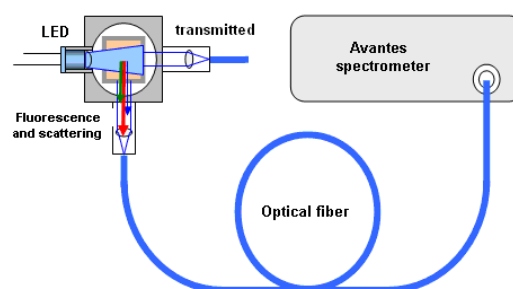 LED
transmitted
Avantes
spectrometer
Fluorescence
and scattering
Optical fiber